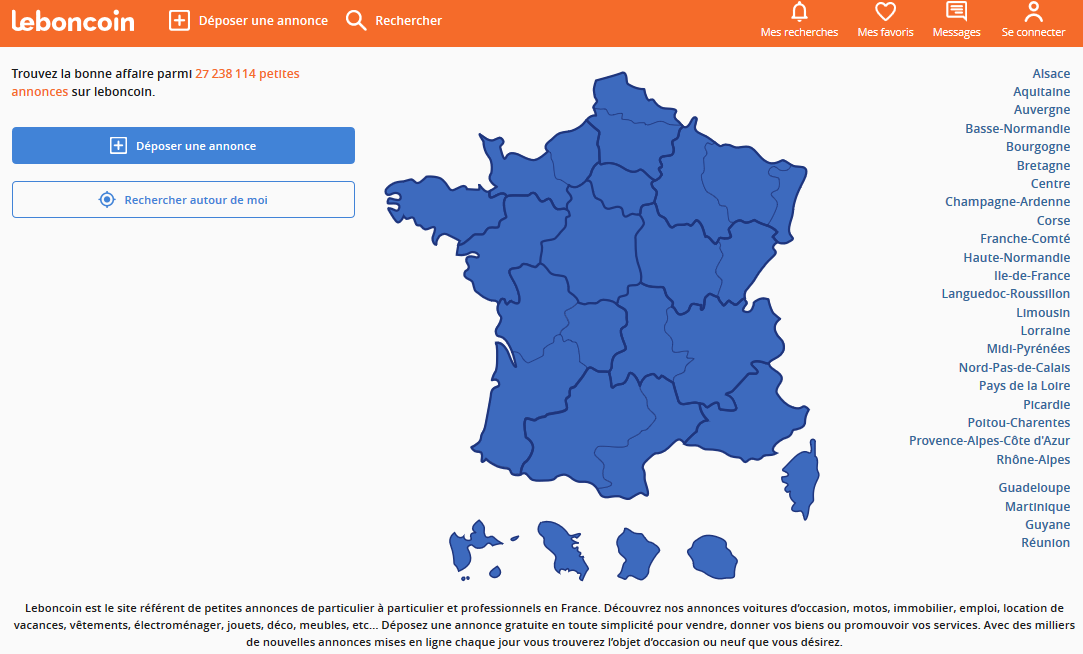 leboncoin
Déposer une annonce
Rechercher
Mes recherches
Mes favoris
Messages
Se connecter
Trouvez la bonne affaire parmi 27 238 114 petites
annonces sur leboncoin.
Déposer une annonce
Rechercher autour de moi
Alsace
Aquitaine
Auvergne
Basse-Normandie
Bourgogne
Bretagne
Centre
Champagne-Ardenne
Corse
Franche-Comté
Haute-Normandie
Ile-de-France
Languedoc-Roussillon
Limousin
Lorraine
Midi-Pyrénées
Nord-Pas-de-Calais
Pays de la Loire
Picardie
Poitou-Charentes
Provence-Alpes-Côte d'Azur
Rhône-Alpes
Guadeloupe
Martinique
Guyane
Réunion
Leboncoin est le site référent de petites annonces de particulier à particulier et professionnels en France. Découvrez nos annonces voitures d’occasion, motos, immobilier, emploi, location de
vacances, vêtements, électroménager, jouets, déco, meubles, etc... Déposez une annonce gratuite en toute simplicité pour vendre, donner vos biens ou promouvoir vos services. Avec des milliers
de nouvelles annonces mises en ligne chaque jour vous trouverez l’objet d’occasion ou neuf que vous désirez.